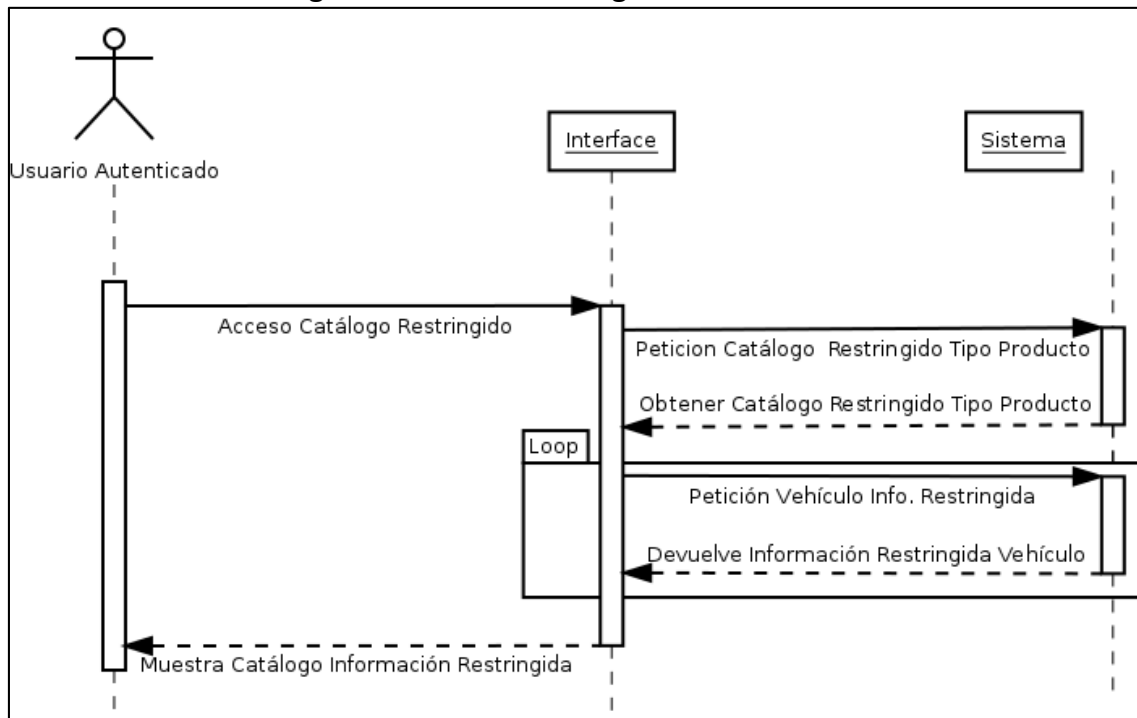 Usuario Autenticado
Interface
Sistema
Acceso Catálogo Restringido
Peticion Catálogo Restringido Tipo Producto
Obtener Catálogo Restringido Tipo Producto
Loop
Petición Vehículo Info. Restringida
Devuelve Información Restringida Vehículo
Muestra Catálogo Información Restringida